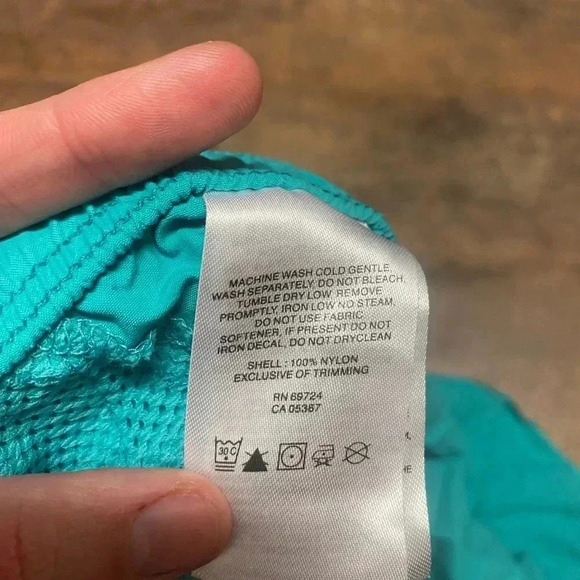 MACHINE WASH COLD GENTLE,
WASH SEPARATELY, DO NOT BLEACH,
TUMBLE DRY LOW, REMOVE
PROMPTLY, IRON LOW NO STEAM,
DO NOT USE FABRIC
SOFTENER, IF PRESENT DO NOT
IRON DECAL, DO NOT DRYCLEAN
SHELL : 100% NYLON
EXCLUSIVE OF TRIMMING
RN 69724
CA 05367
30 C
HE